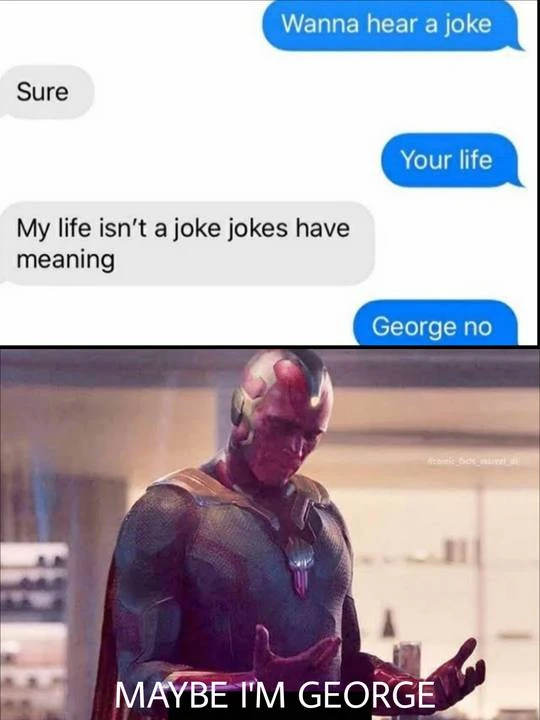 Wanna hear a joke
Sure
Your life
My life isn't a joke jokes have
meaning
George no
MAYBE I'M GEORGE